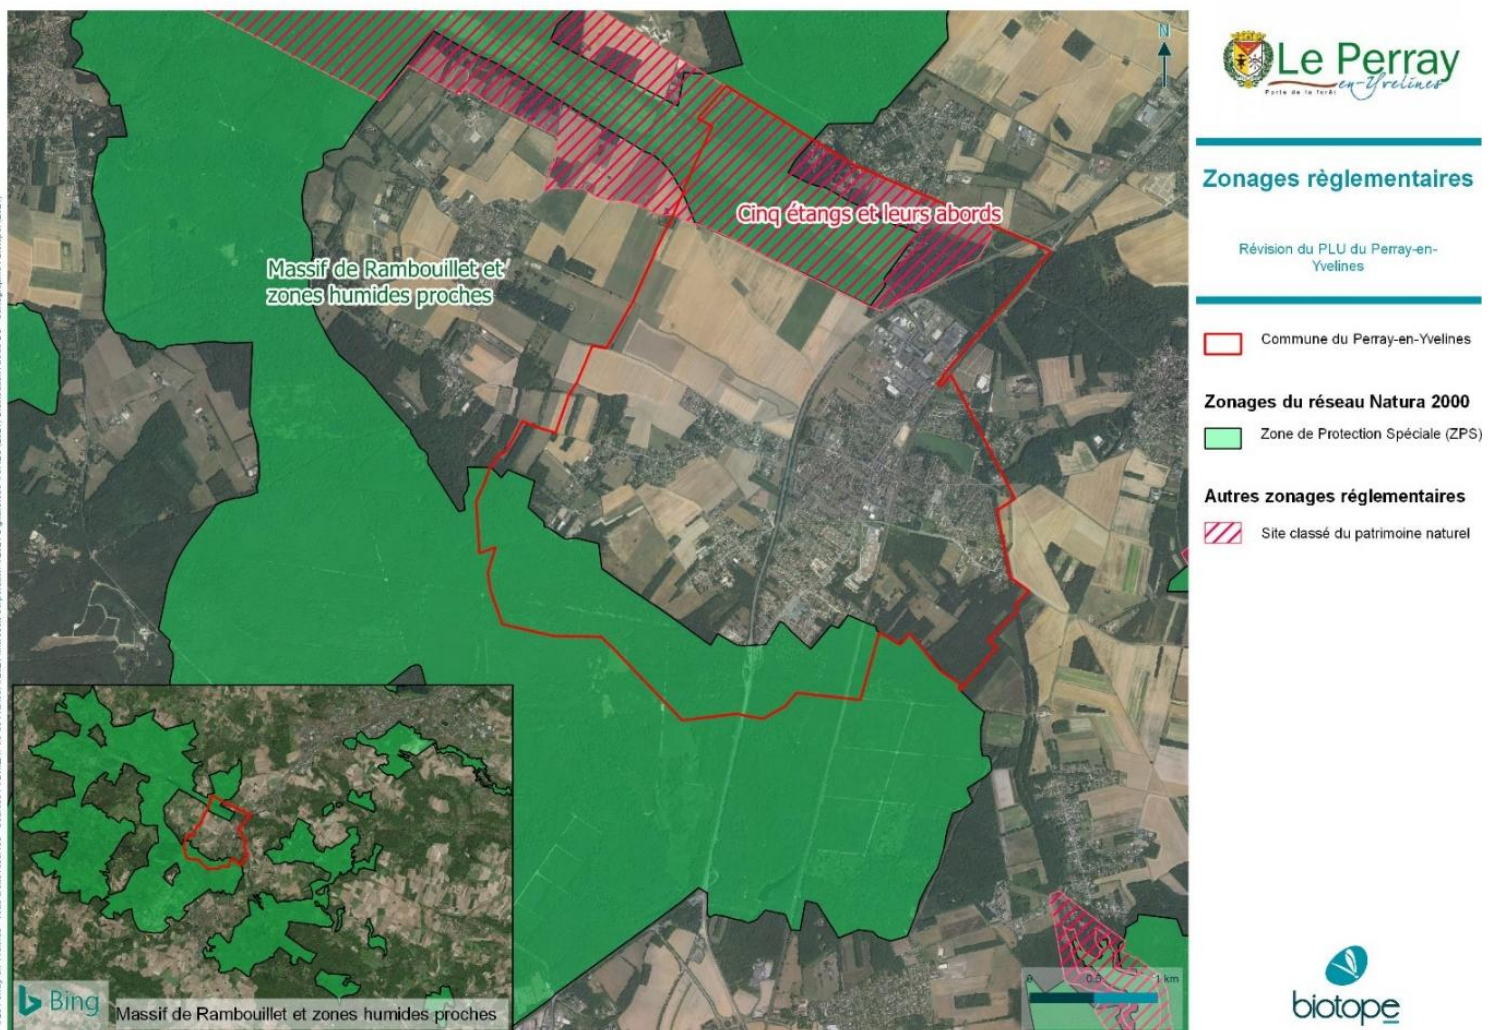 N
Cinq étangs et leurs abords
Massif de Rambouillet et
zones humides proches
0 0.5 1 km
Bing
Massif de Rambouillet et zones humides proches
Le Perray
en-Yvelines
Porte de la forêt
Zonages règlementaires
Révision du PLU du Perray-en-
Yvelines
Commune du Perray-en-Yvelines
Zonages du réseau Natura 2000
Zone de Protection Spéciale (ZPS)
Autres zonages réglementaires
Site classé du patrimoine naturel
biotope